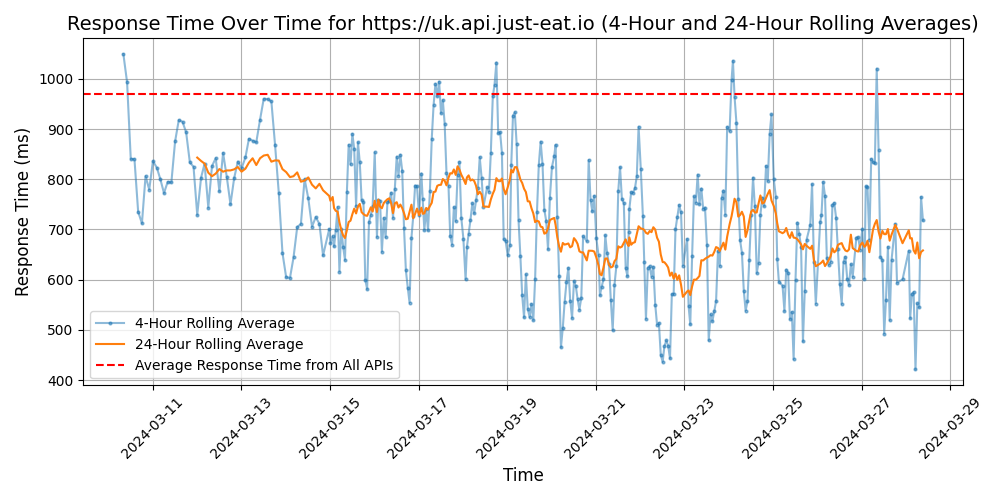 Response Time Over Time for https://uk.api.just-eat.io (4-Hour and 24-Hour Rolling Averages)
Response Time (ms)
1000
900
800
700
600
500
400
4-Hour Rolling Average
24-Hour Rolling Average
Average Response Time from All APIs
2024-03-11
2024-03-13
2024-03-15
2024-03-17
2024-03-19
2024-03-21
2024-03-23
2024-03-25
2024-03-27
2024-03-29
Time